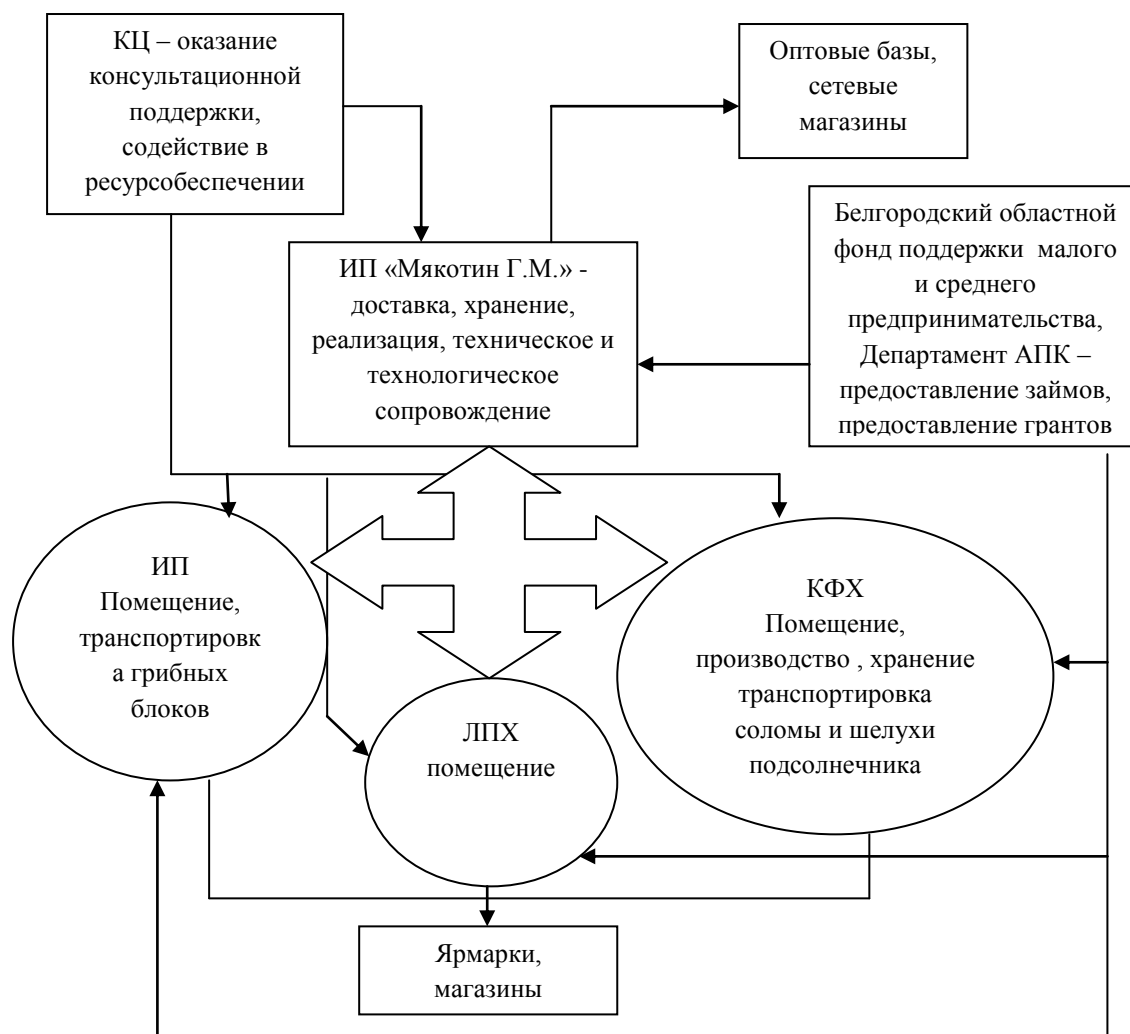 КЦ – оказание
консультационной
поддержки,
содействие в
ресурсобеспечении
Оптовые базы,
сетевые
магазины
Белгородский областной
фонд поддержки малого
и среднего
предпринимательства,
Департамент АПК –
предоставление займов,
предоставление грантов
ИП «Мякотин Г.М.» -
доставка, хранение,
реализация, техническое и
технологическое
сопровождение
ИП
Помещение,
транспортировк
а грибных
блоков
КФХ
Помещение,
производство , хранение
транспортировка
соломы и шелухи
подсолнечника
ЛПХ
помещение
Ярмарки,
магазины